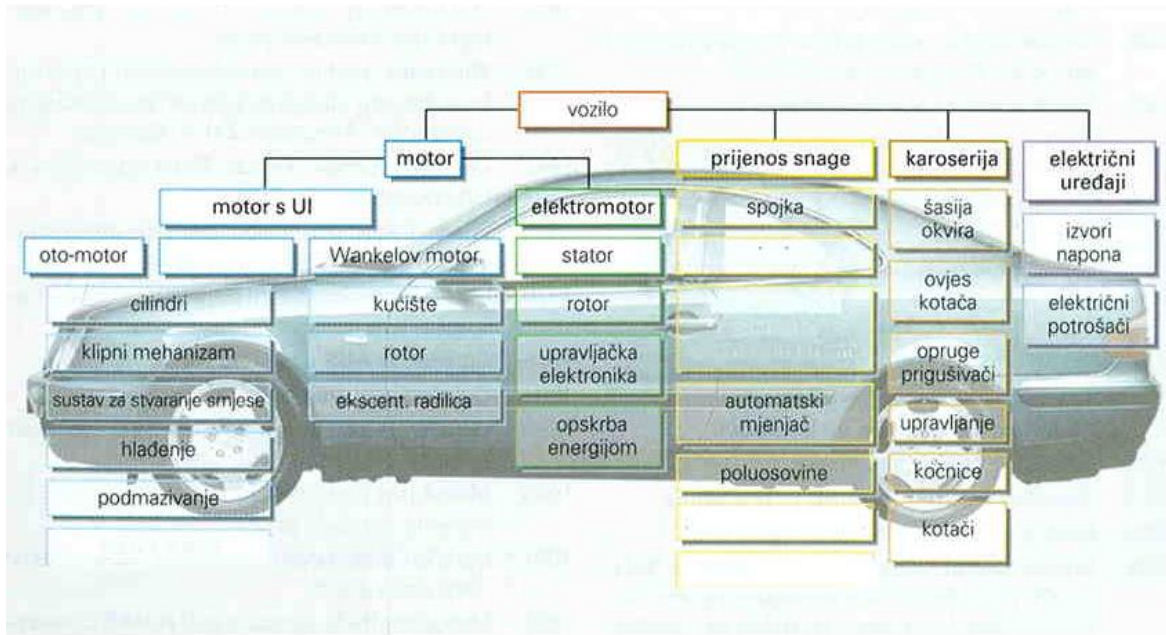 vozilo
motor
prijenos snage
karoserija
električni
uređaji
motor s UI
elektromotor
spojka
šasija
okvira
izvori
napona
oto-motor
Wankelov motor
stator
ovjes
kotača
cilindri
kućište
rotor
električni
potrošači
klipni mehanizam
rotor
upravljačka
elektronika
opruge
prigušivači
sustav za stvaranje smjese
ekscent. radilica
automatski
mjenjač
upravljanje
hlađenje
opskrba
energijom
poluosovine
kočnice
podmazivanje
kotači